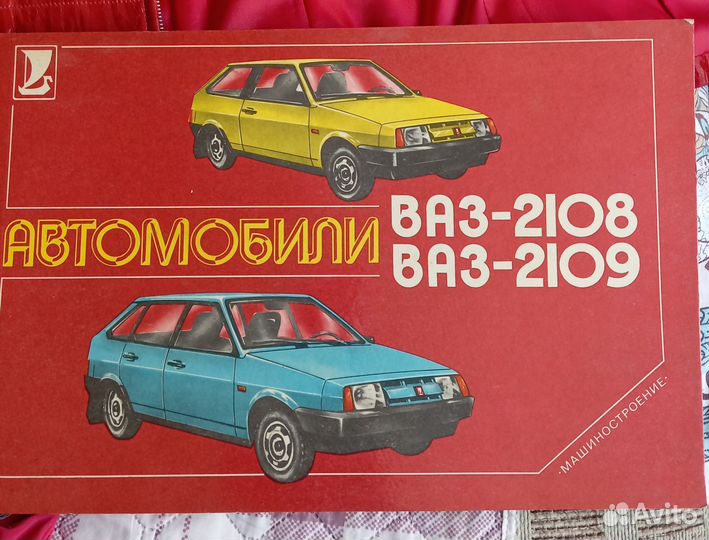 АВТОМОБИЛИ
ВАЗ-2108
ВАЗ-2109
·МАШИНОСТРОЕНИЕ·
Avito